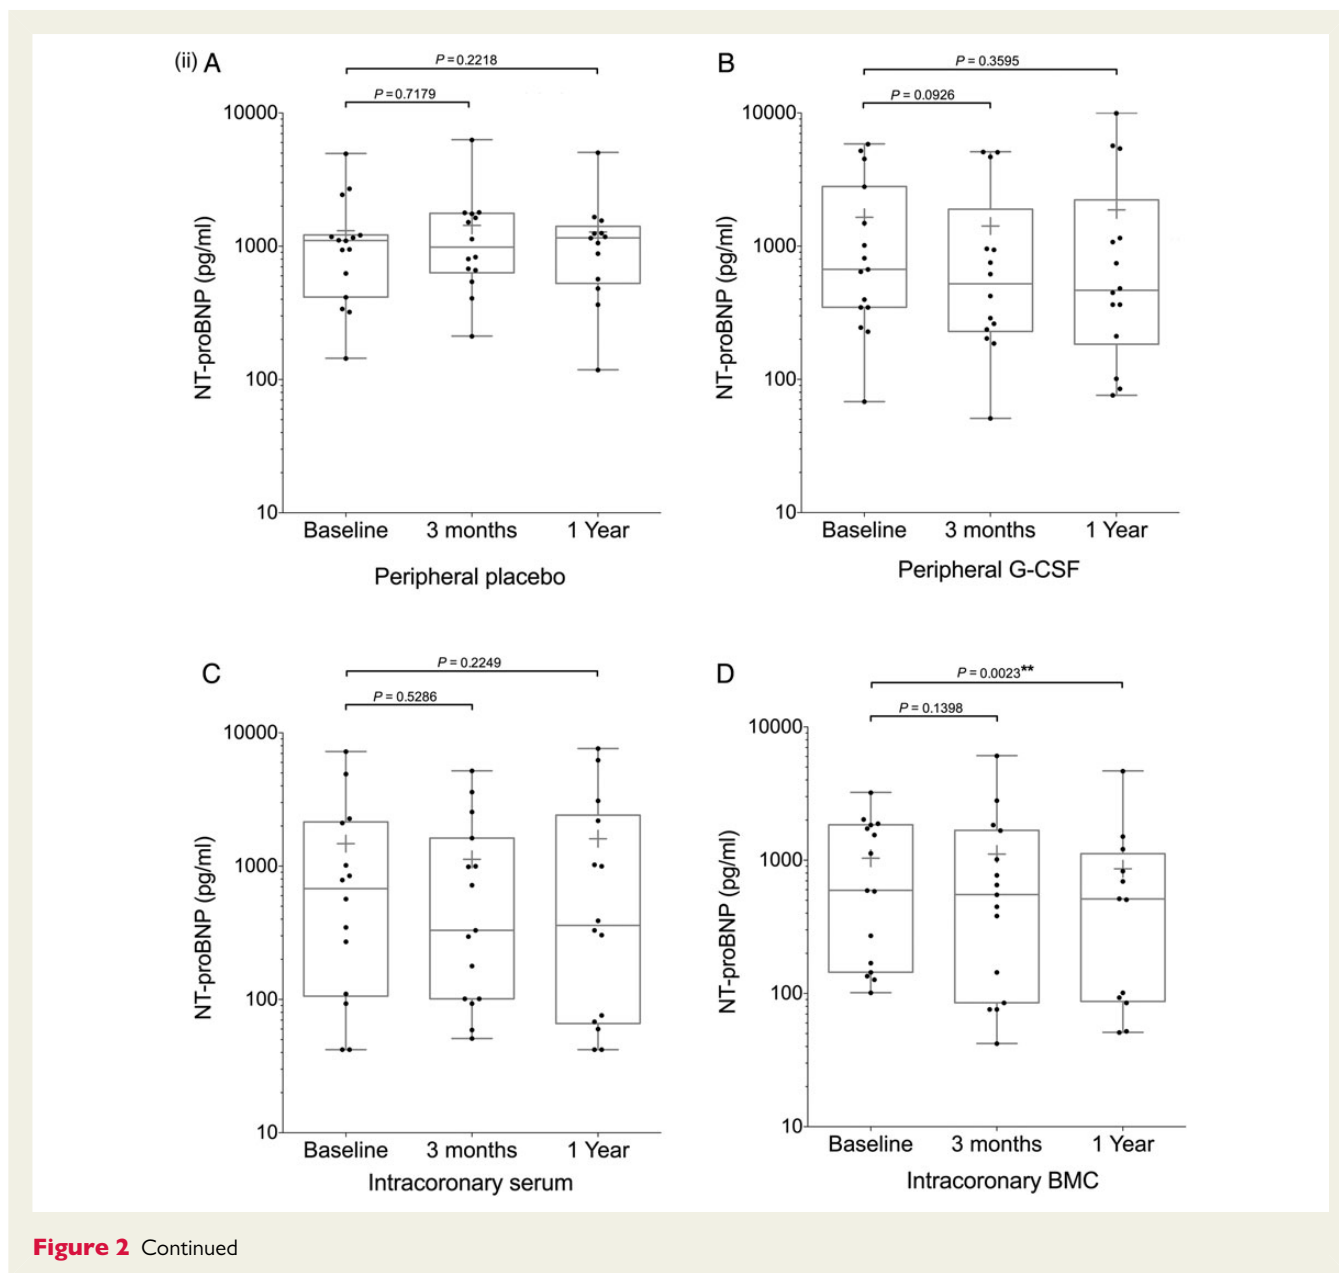 (ii) A
P = 0.2218
P = 0.7179
10000
1000
100
10
NT-proBNP (pg/ml)
Baseline 3 months 1 Year
Peripheral placebo
B
P = 0.3595
P = 0.0926
10000
1000
100
10
NT-proBNP (pg/ml)
Baseline 3 months 1 Year
Peripheral G-CSF
C
P = 0.2249
P = 0.5286
10000
1000
100
10
NT-proBNP (pg/ml)
Baseline 3 months 1 Year
Intracoronary serum
D
P = 0.0023**
P = 0.1398
10000
1000
100
10
NT-proBNP (pg/ml)
Baseline 3 months 1 Year
Intracoronary BMC
Figure 2 Continued